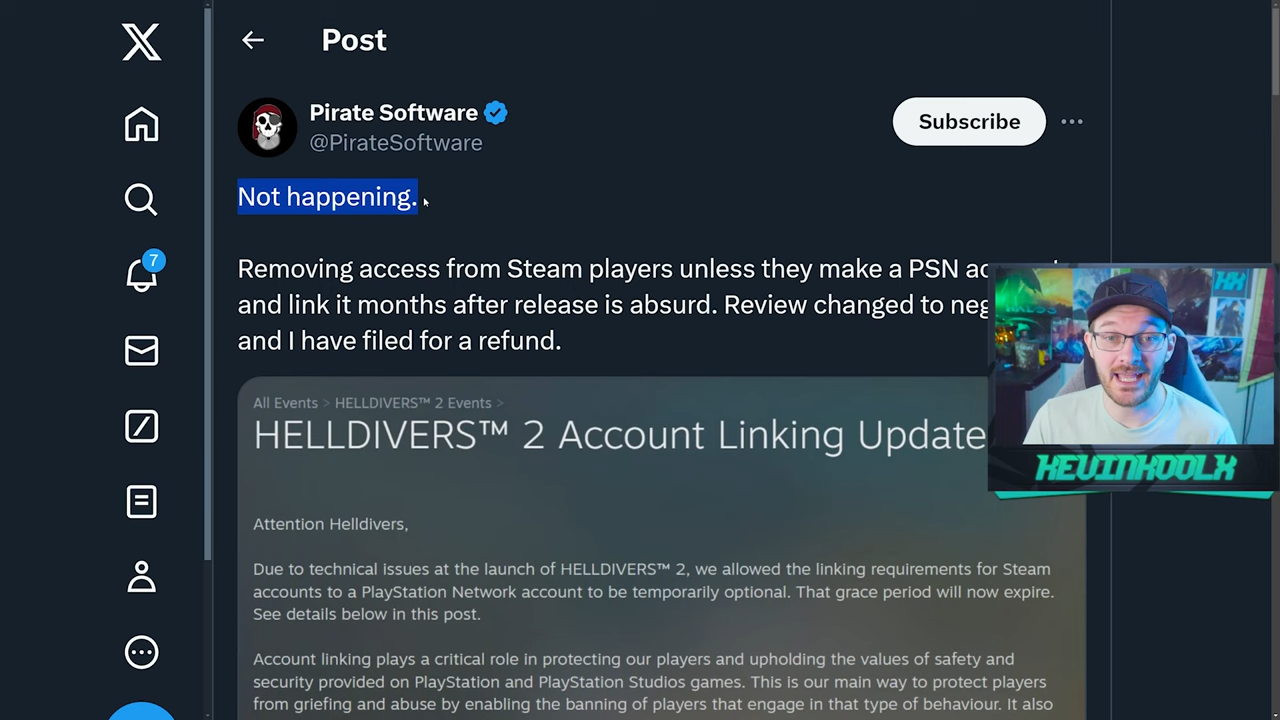 Post
Pirate Software
@PirateSoftware
Subscribe
7
Not happening.
Removing access from Steam players unless they make a PSN
and link it months after release is absurd. Review changed to
and I have filed for a refund.
All Events > HELLDIVERS™ 2 Events >
HELLDIVERS™ 2 Account Linking Update
Attention Helldivers,
Due to technical issues at the launch of HELLDIVERS™ 2, we allowed the linking requirements for Steam
accounts to a PlayStation Network account to be temporarily optional. That grace period will now expire.
See details below in this post.
Account linking plays a critical role in protecting our players and upholding the values of safety and
security provided on PlayStation and PlayStation Studios games. This is our main way to protect players
from griefing and abuse by enabling the banning of players that engage in that type of behaviour. It also
KEVINKOOLX